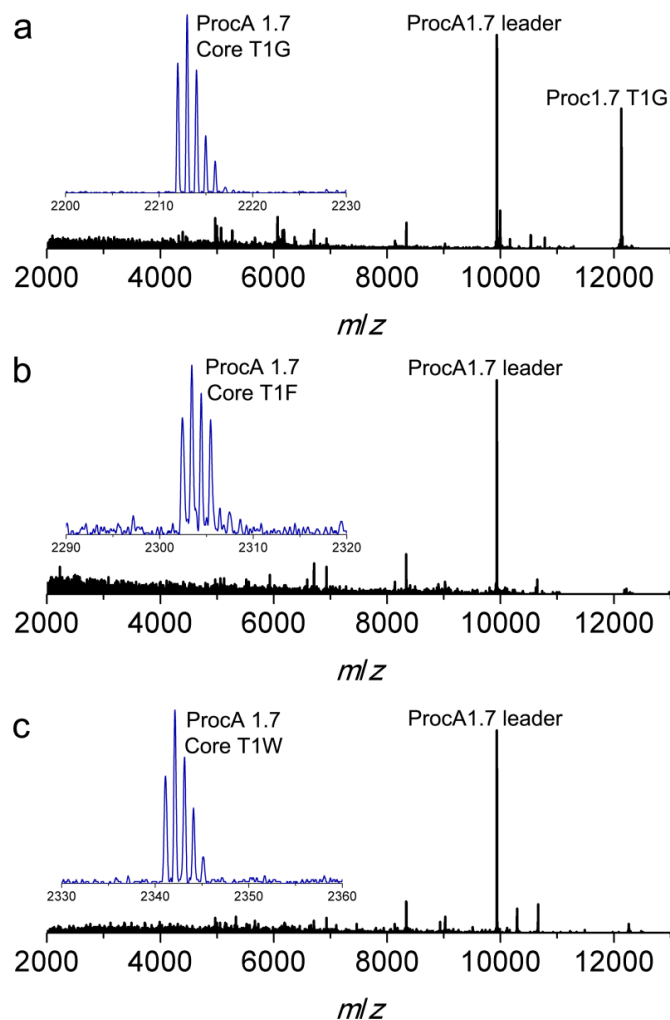 a
ProcA 1.7
Core T1G
ProcA1.7 leader
Proc1.7 T1G
2200 2210 2220 2230
2000 4000 6000 8000 10000 12000
m/z
b
ProcA 1.7
Core T1F
ProcA1.7 leader
2290 2300 2310 2320
2000 4000 6000 8000 10000 12000
m/z
c
ProcA 1.7
Core T1W
ProcA1.7 leader
2330 2340 2350 2360
2000 4000 6000 8000 10000 12000
m/z